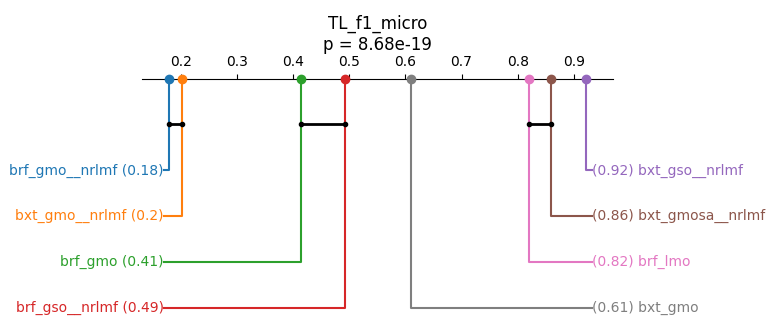 TL_f1_micro
p = 8.68e-19
0.2 0.3 0.4 0.5 0.6 0.7 0.8 0.9
brf_gmo__nrlmf (0.18) (0.92) bxt_gso__nrlmf
bxt_gmo__nrlmf (0.2) (0.86) bxt_gmosa__nrlmf
brf_gmo (0.41) (0.82) brf_lmo
brf_gso__nrlmf (0.49) (0.61) bxt_gmo